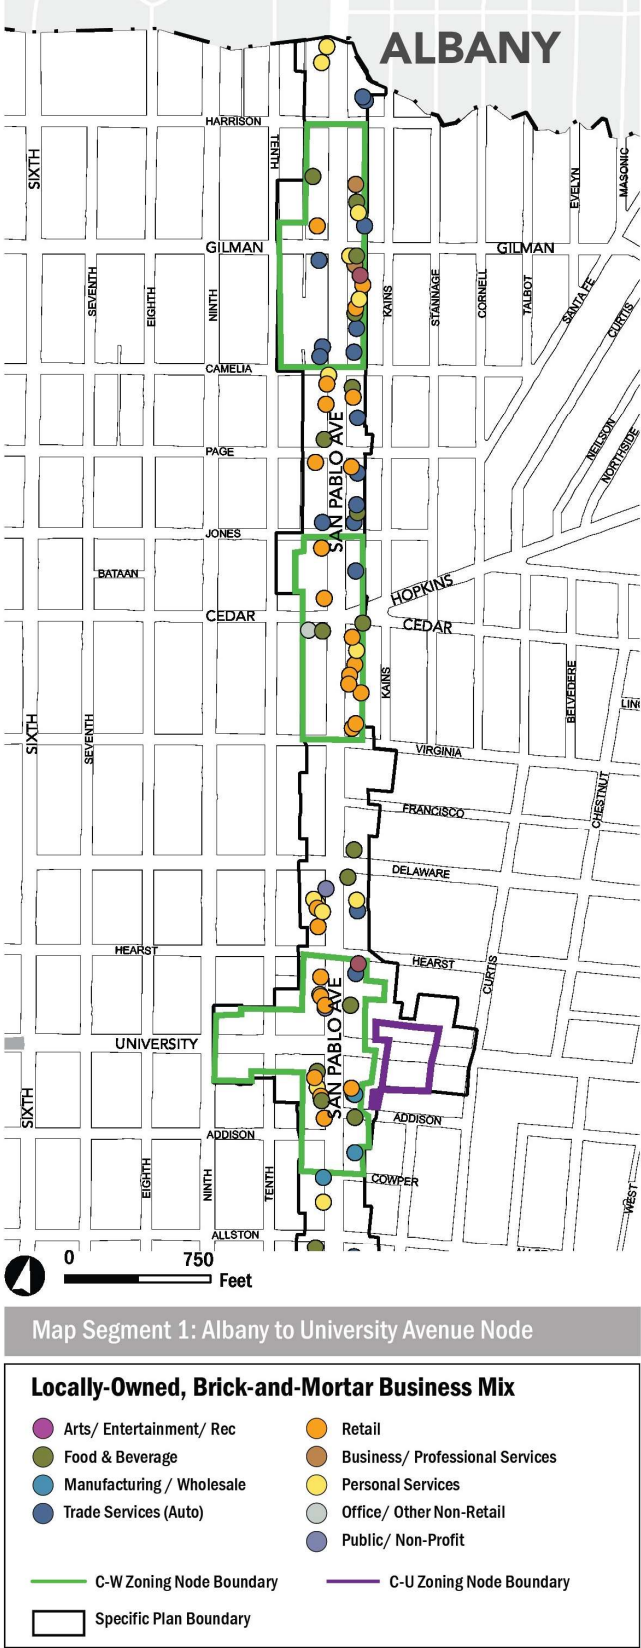 ALBANY
HARRISON
TENTH
SIXTH
EVELYN
MASONIC
GILMAN
GILMAN
SEVENTH
EIGHTH
NINTH
KAINS
STANNAGE
CORNELL
TALBOT
SANTA FE
CURTIS
CAMELIA
SAN PABLO AVE
PAGE
NEILSON
NORTHSIDE
JONES
BATAAN
HOPKINS
CEDAR
CEDAR
KAINS
BELVEDERE
SIXTH
SEVENTH
VIRGINIA
CHESTNUT
FRANCISCO
DELAWARE
HEARST
HEARST
CURTIS
SAN PABLO AVE
UNIVERSITY
SIXTH
ADDISON
ADDISON
EIGHTH
NINTH
TENTH
COWPER
WEST
ALLSTON
0 750
Feet
Map Segment 1: Albany to University Avenue Node
Locally-Owned, Brick-and-Mortar Business Mix
Arts/ Entertainment/ Rec
Food & Beverage
Manufacturing / Wholesale
Trade Services (Auto)
Retail
Business/ Professional Services
Personal Services
Office/ Other Non-Retail
Public/ Non-Profit
C-W Zoning Node Boundary
C-U Zoning Node Boundary
Specific Plan Boundary